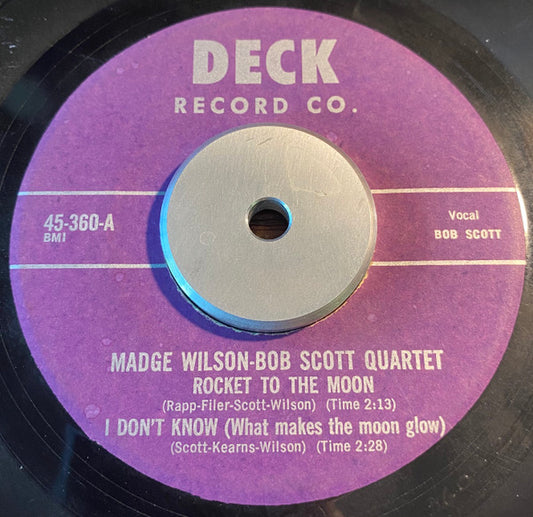 DECK
RECORD CO.
45-360-A
BMI
Vocal
BOB SCOTT
MADGE WILSON-BOB SCOTT QUARTET
ROCKET TO THE MOON
(Rapp-Filer-Scott-Wilson) (Time 2:13)
I DON'T KNOW (What makes the moon glow)
(Scott-Kearns-Wilson) (Time 2:28)